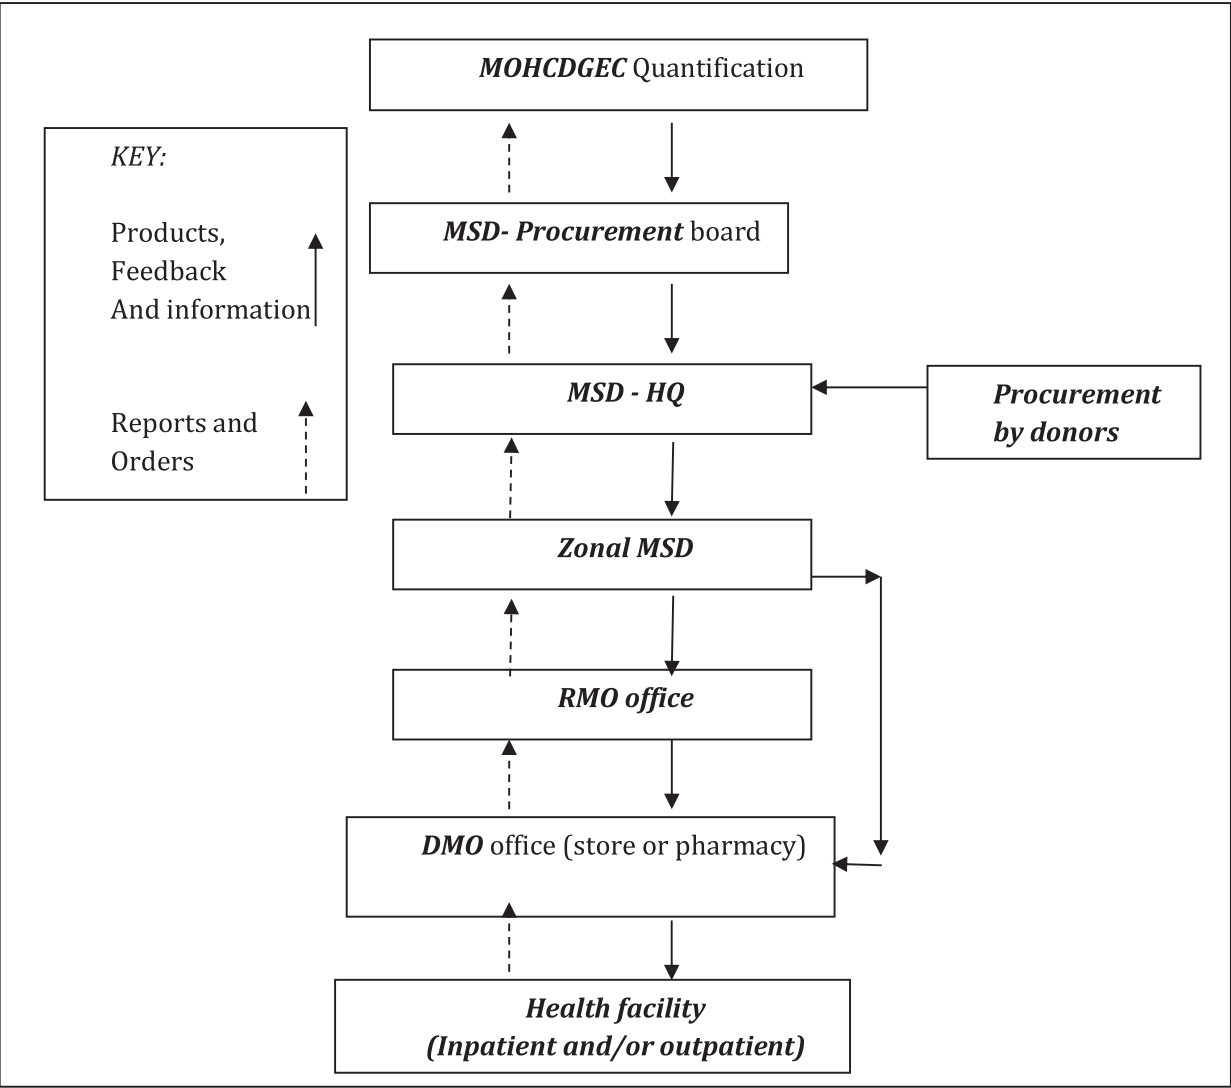 MOHCDGEC Quantification
KEY:
Products,
Feedback
And information
Reports and
Orders
MSD- Procurement board
MSD - HQ
Procurement
by donors
Zonal MSD
RMO office
DMO office (store or pharmacy)
Health facility
(Inpatient and/or outpatient)